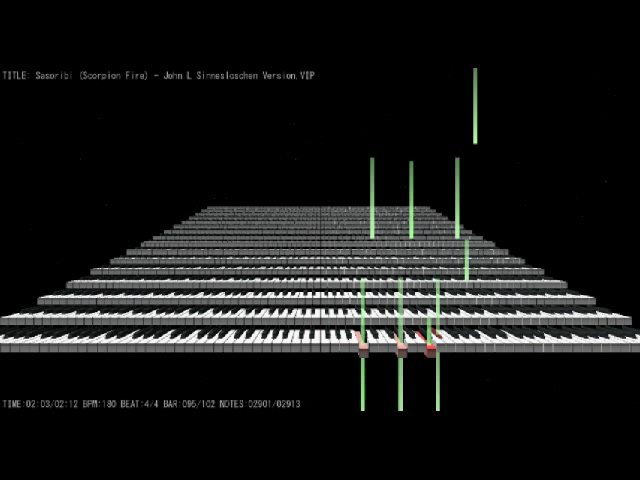 TITLE: Sasoribi (Scorpion Fire) - John L Sinnesloschen Version.VIP
TIME:02:03/02:12 BPM:180 BEAT:4/4 BAR:095/102 NOTES:02901/02913